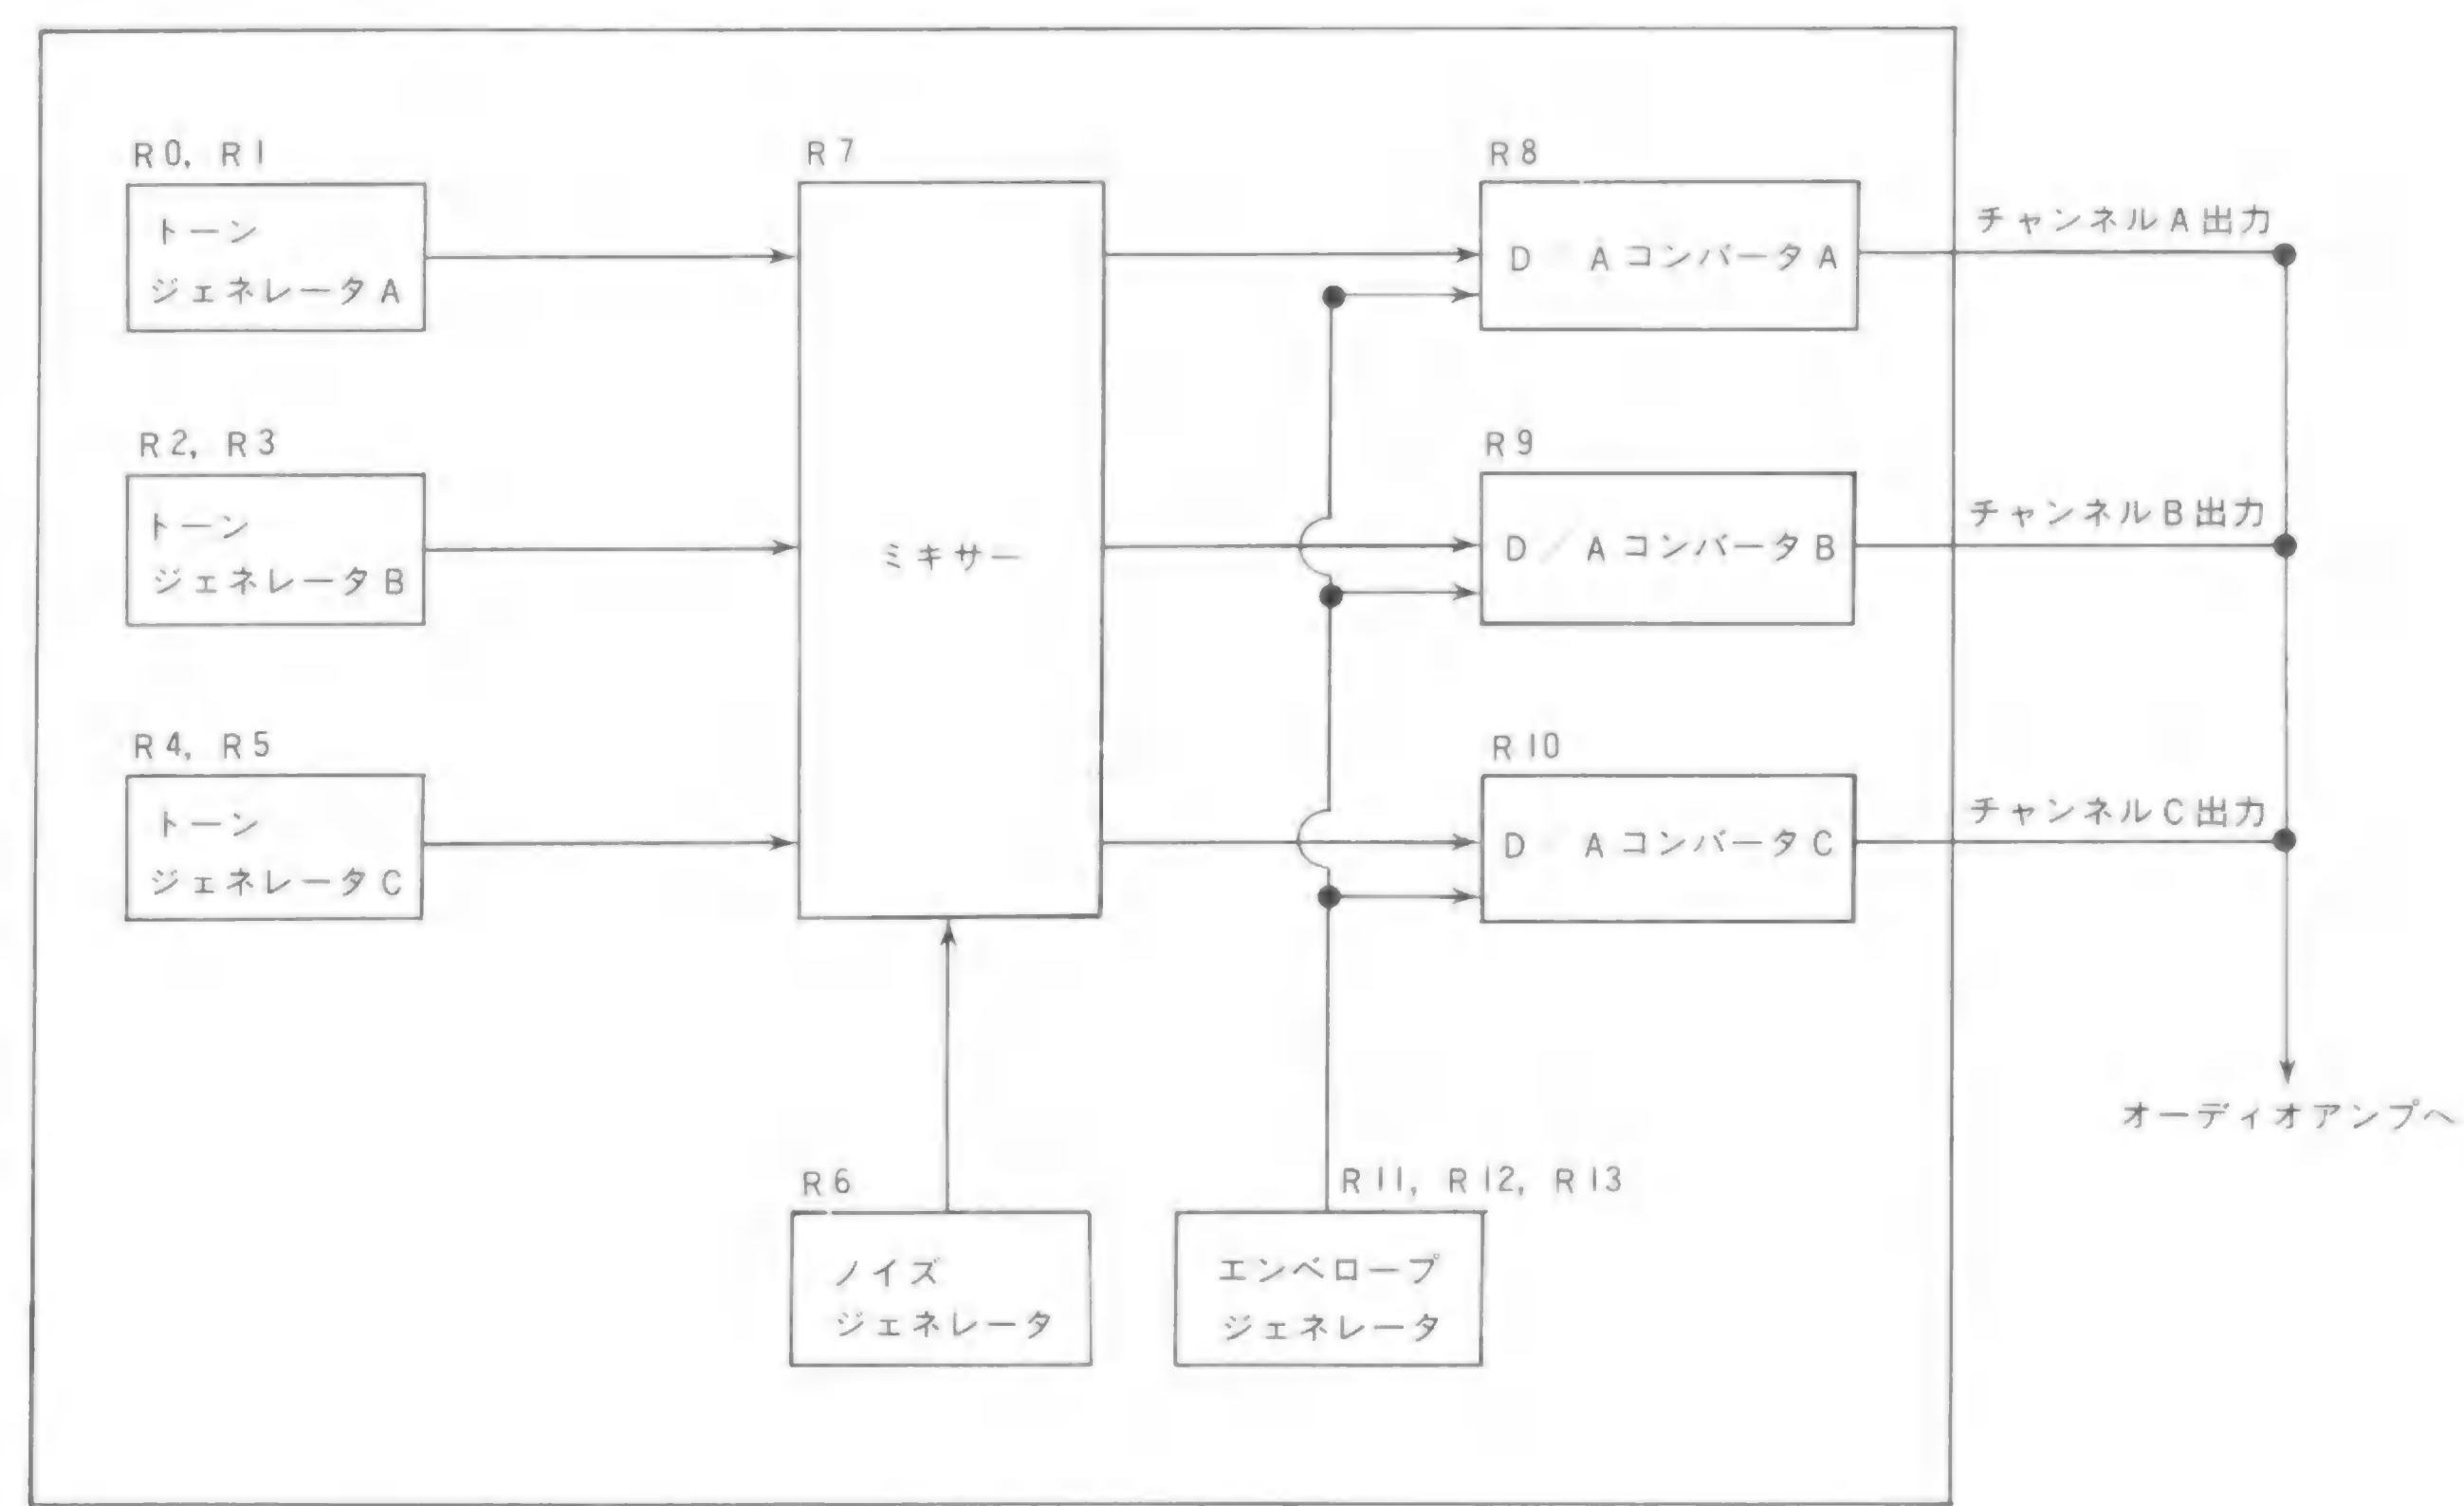 R0, R1
トーン
ジェネレータA
R7
ミキサー
R8
D Aコンバータ A
チャンネルA出力
R2, R3
トーン
ジェネレータB
R9
D/Aコンバータ B
チャンネルB出力
R4, R5
トーン
ジェネレータC
R10
D Aコンバータ C
チャンネルC出力
オーディオアンプへ
R6
ノイズ
ジェネレータ
R11, R12, R13
エンベロープ
ジェネレータ